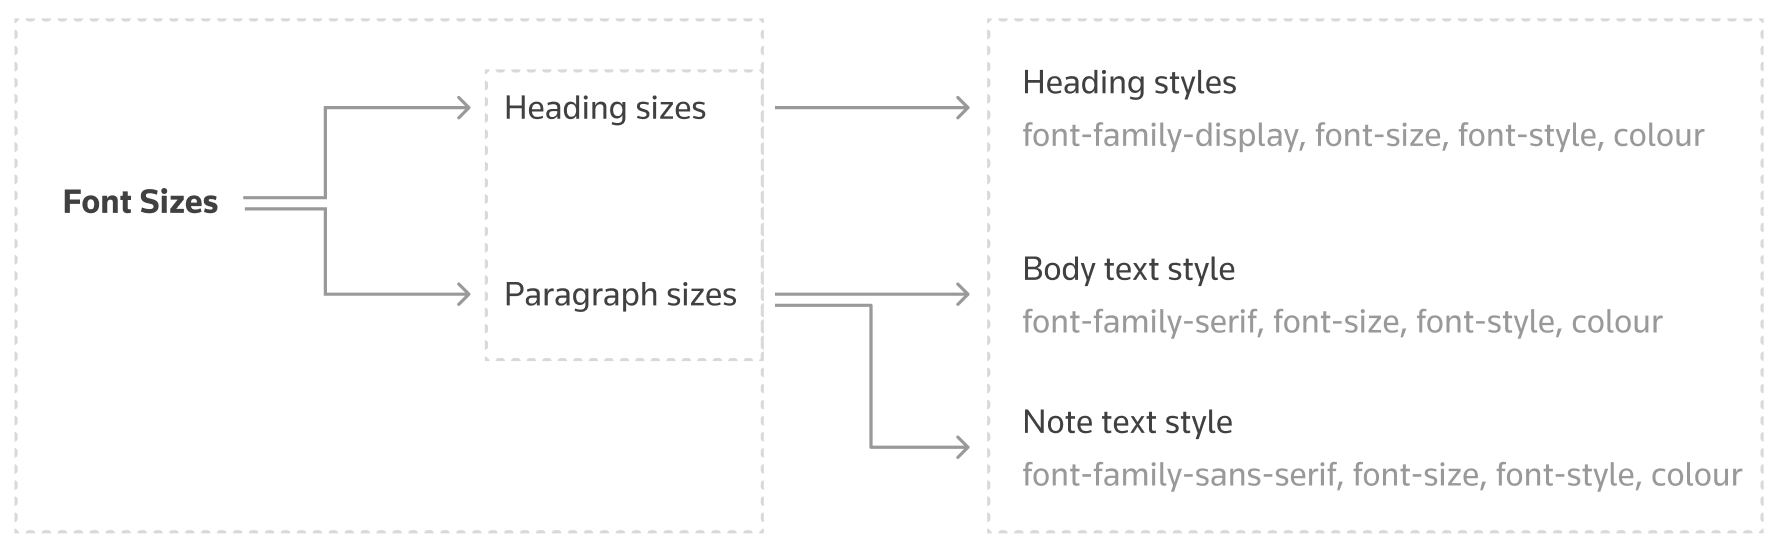 Font Sizes
Heading sizes
Paragraph sizes
Heading styles
font-family-display, font-size, font-style, colour
Body text style
font-family-serif, font-size, font-style, colour
Note text style
font-family-sans-serif, font-size, font-style, colour